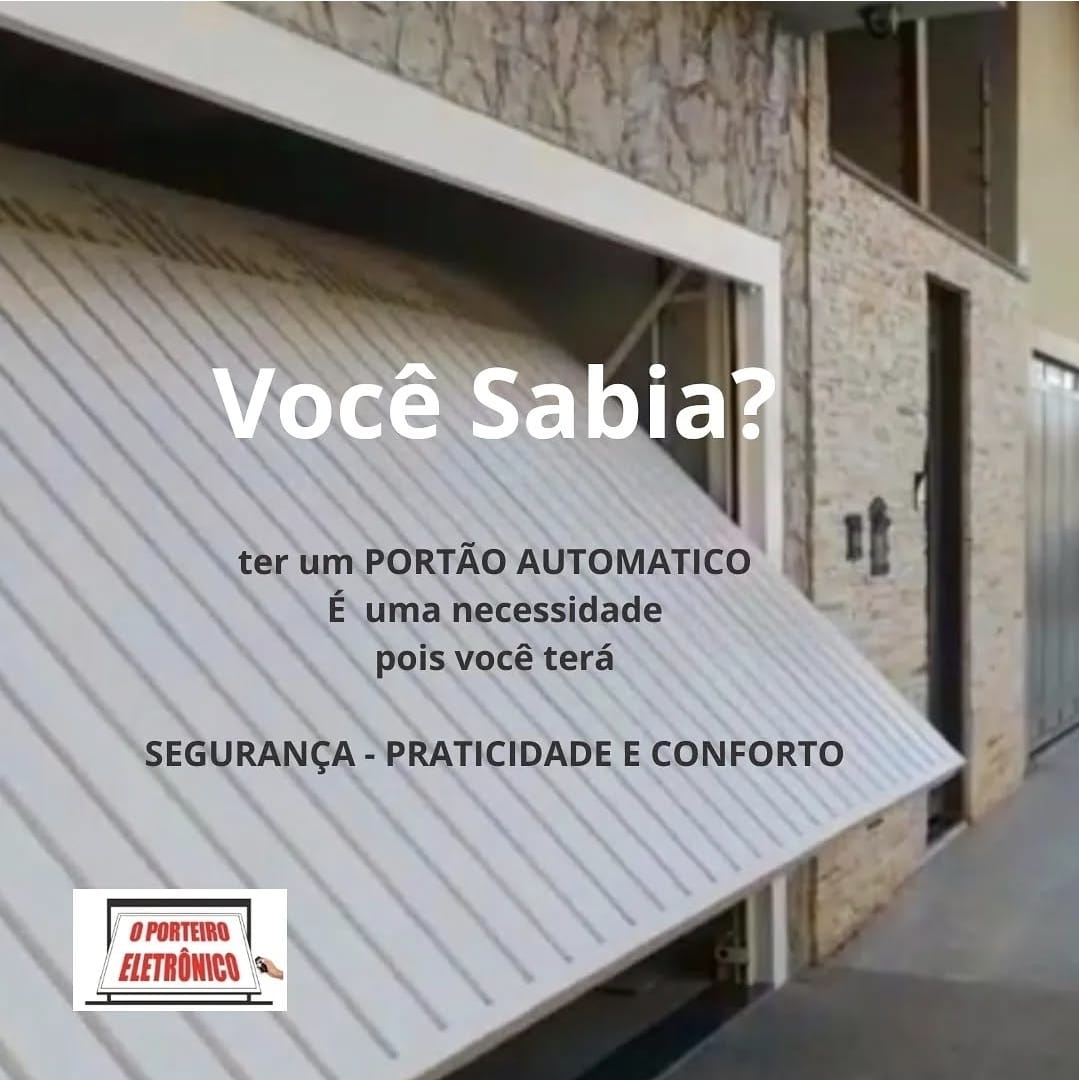 Você Sabia?
ter um PORTÃO AUTOMATICO
É uma necessidade
pois você terá
SEGURANÇA - PRATICIDADE E CONFORTO
O PORTEIRO
ELETRÔNICO